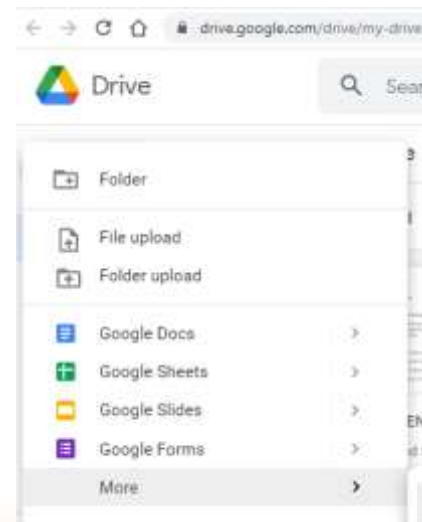 drive.google.com/drive/my-drive
Drive
Sear
Folder
File upload
Folder upload
Google Docs
Google Sheets
Google Slides
Google Forms
More
EN